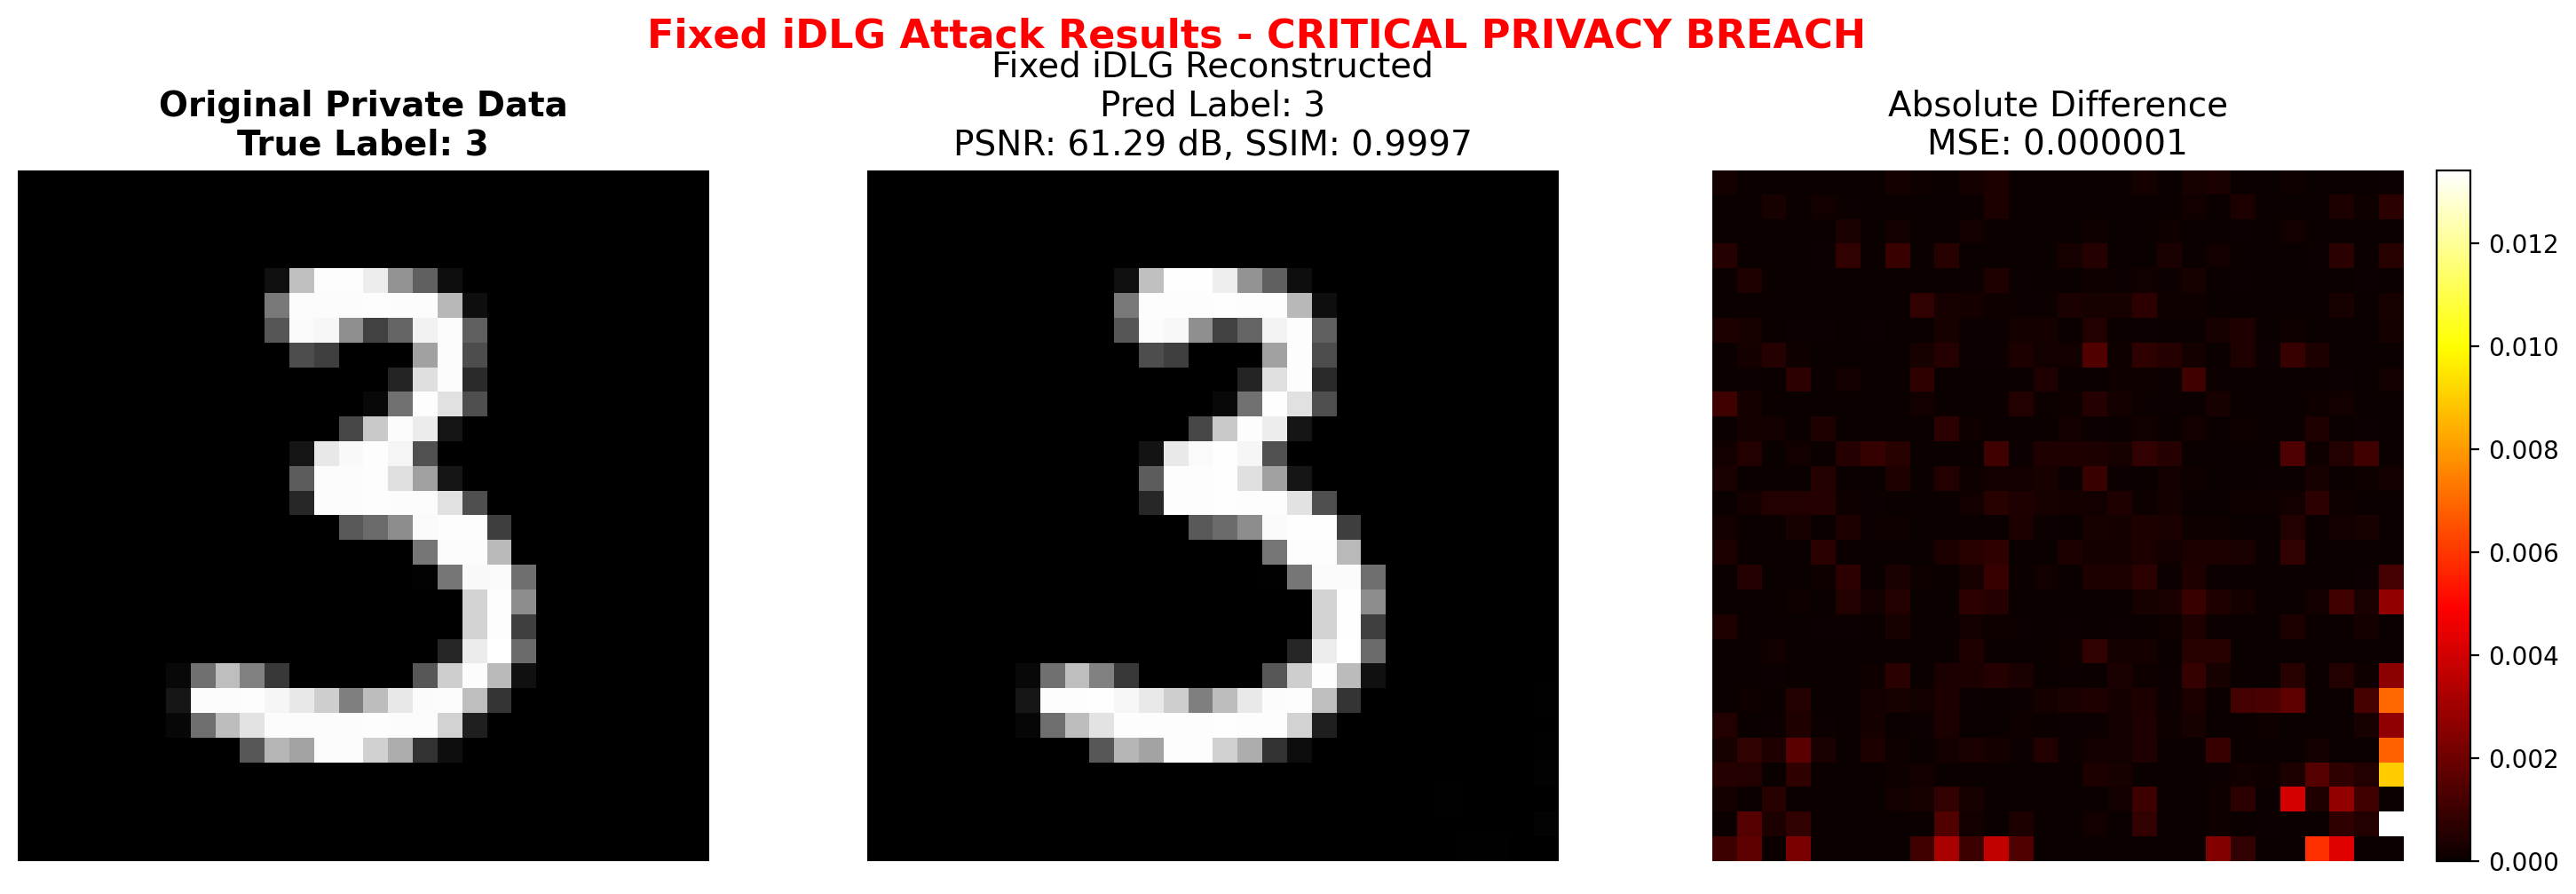 Fixed iDLG Attack Results - CRITICAL PRIVACY BREACH
Original Private Data
True Label: 3
Fixed iDLG Reconstructed
Pred Label: 3
PSNR: 61.29 dB, SSIM: 0.9997
Absolute Difference
MSE: 0.000001
3
3
0.012
0.010
0.008
0.006
0.004
0.002
0.000